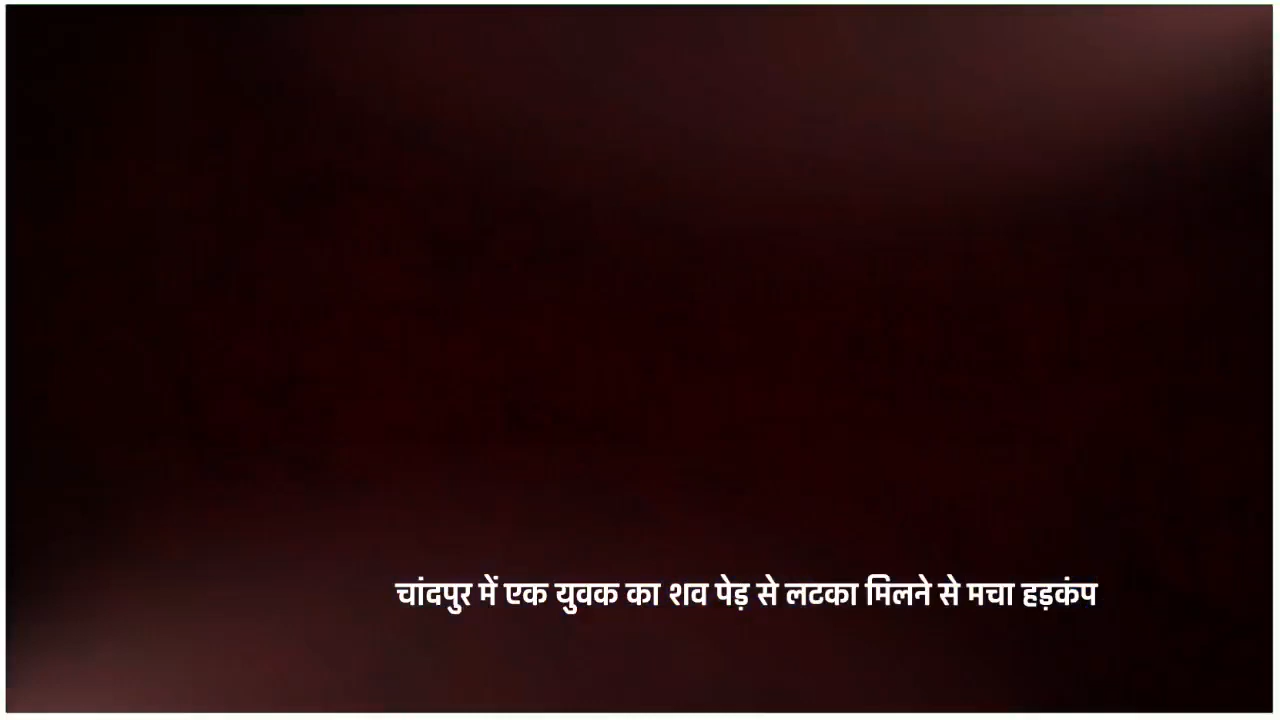 चांदपुर में एक युवक का शव पेड़ से लटका मिलने से मचा हड़कंप